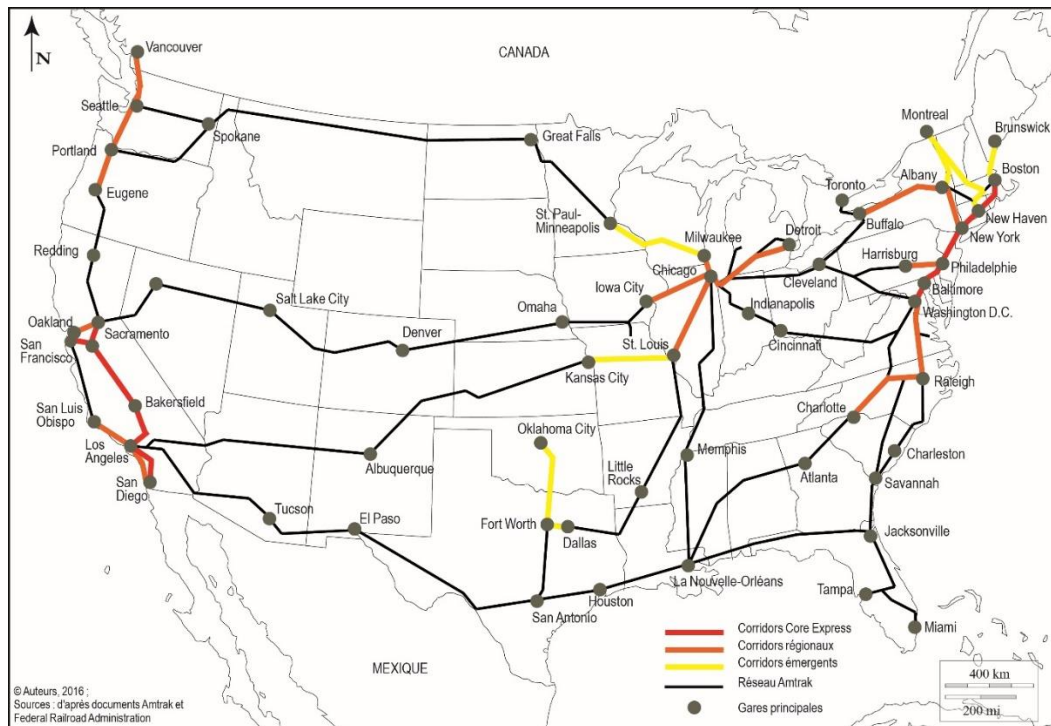 N
CANADA
Vancouver
Seattle
Spokane
Great Falls
Montreal
Brunswick
Portland
Boston
Albany
Toronto
Eugene
St. Paul-
Minneapolis
New Haven
Buffalo
Detroit
Milwaukee
New York
Redding
Harrisburg
Philadelphie
Chicago
Cleveland
Baltimore
Iowa City
Salt Lake City
Omaha
Indianapolis
Washington D.C.
Oakland
Sacramento
Denver
Cincinnati
San
Francisco
St. Louis
Kansas City
Raleigh
Bakersfield
San Luis
Obispo
Charlotte
Oklahoma City
Los
Angeles
Albuquerque
Memphis
Charleston
Little
Rocks
Atlanta
San
Diego
Savannah
Tucson
El Paso
Fort Worth
Dallas
Jacksonville
La Nouvelle-Orléans
Houston
San Antonio
Tampa
Miami
MEXIQUE
Corridors Core Express
Corridors régionaux
Corridors émergents
Réseau Amtrak
Gares principales
400 km
200 mi
© Auteurs, 2016 ;
Sources : d'après documents Amtrak et
Federal Railroad Administration